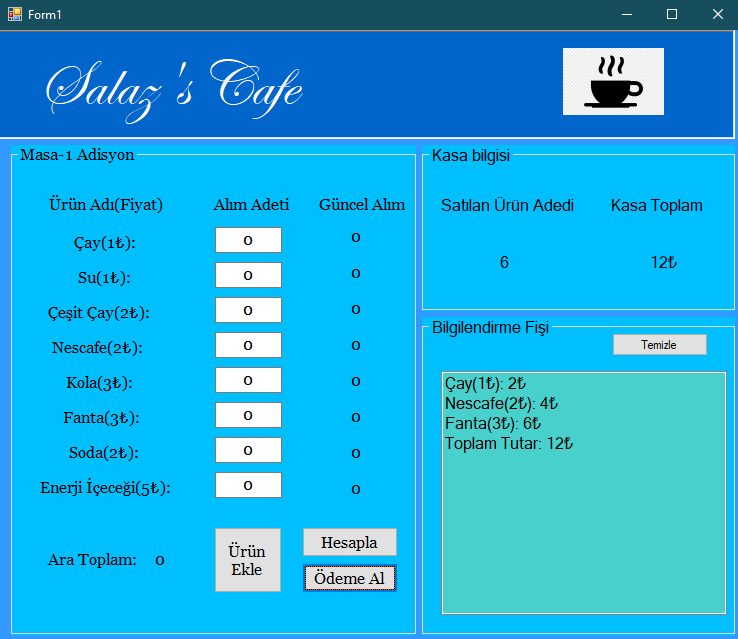 Form1
Salaz's Cafe
Masa-1 Adisyon
Ürün Adı(Fiyat) Alım Adeti Güncel Alım
Çay(1₺): 0 0
Su(1₺): 0 0
Çeşit Çay(2₺): 0 0
Nescafe(2₺): 0 0
Kola(3₺): 0 0
Fanta(3₺): 0 0
Soda(2₺): 0 0
Enerji İçeceği(5₺): 0 0
Ara Toplam: 0
Ürün
Ekle
Hesapla
Ödeme Al
Kasa bilgisi
Satılan Ürün Adedi Kasa Toplam
6 12₺
Bilgilendirme Fişi
Temizle
Çay(1₺): 2₺
Nescafe(2₺): 4₺
Fanta(3₺): 6₺
Toplam Tutar: 12₺